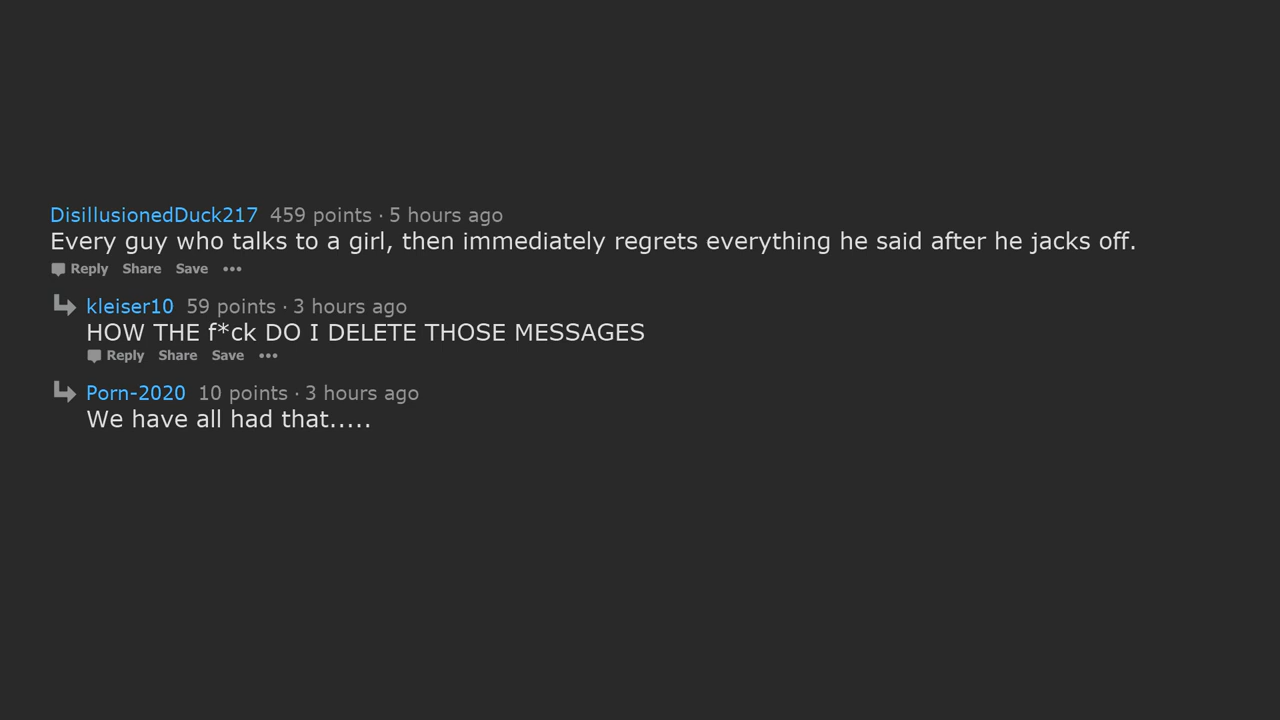 DisillusionedDuck217 459 points · 5 hours ago
Every guy who talks to a girl, then immediately regrets everything he said after he jacks off.
Reply Share Save •••
kleiser10 59 points · 3 hours ago
HOW THE f*ck DO I DELETE THOSE MESSAGES
Reply Share Save •••
Porn-2020 10 points · 3 hours ago
We have all had that.....